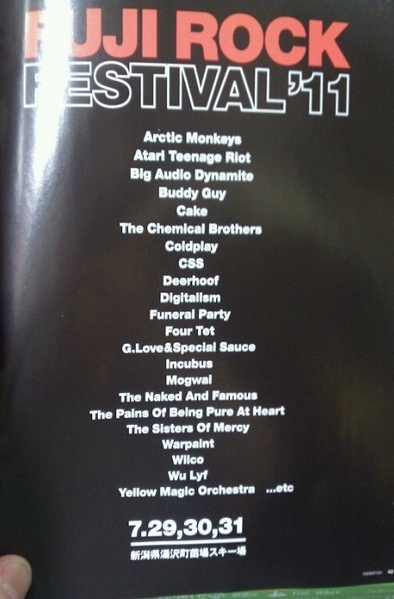 FUJI ROCK
FESTIVAL '11
Arctic Monkeys
Atari Teenage Riot
Big Audio Dynamite
Buddy Guy
Cake
The Chemical Brothers
Coldplay
CSS
Deerhoof
Digitalism
Funeral Party
Four Tet
G.Love&Special Sauce
Incubus
Mogwai
The Naked And Famous
The Pains Of Being Pure At Heart
The Sisters Of Mercy
Warpaint
Wilco
Wu Lyf
Yellow Magic Orchestra ...etc
7.29,30,31
新潟県湯沢町苗場スキー場